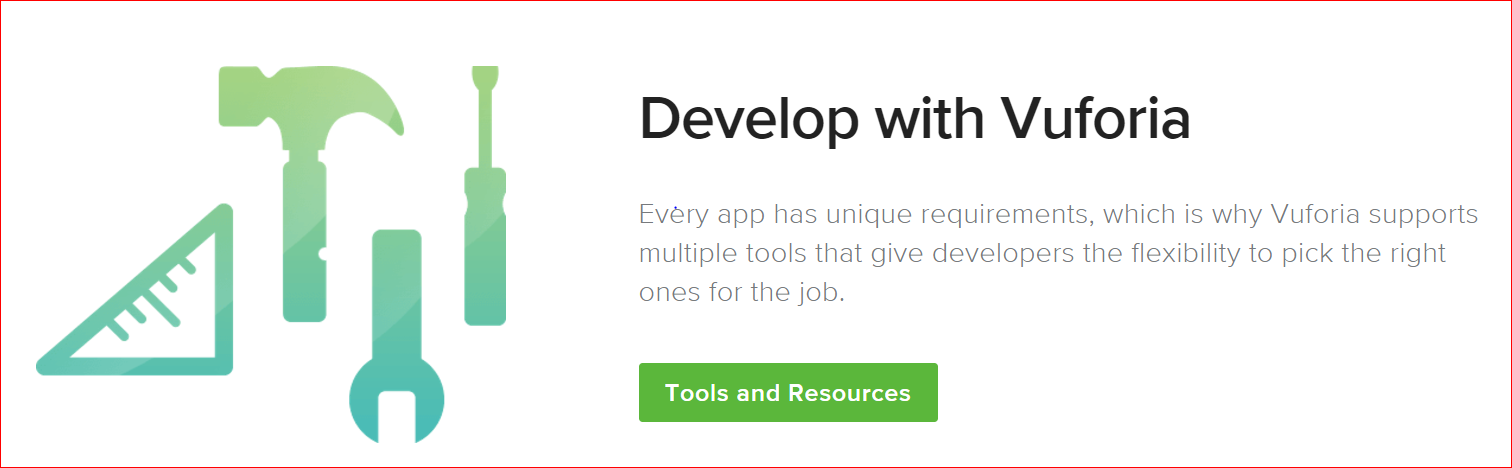 Develop with Vuforia
Every app has unique requirements, which is why Vuforia supports
multiple tools that give developers the flexibility to pick the right
ones for the job.
Tools and Resources